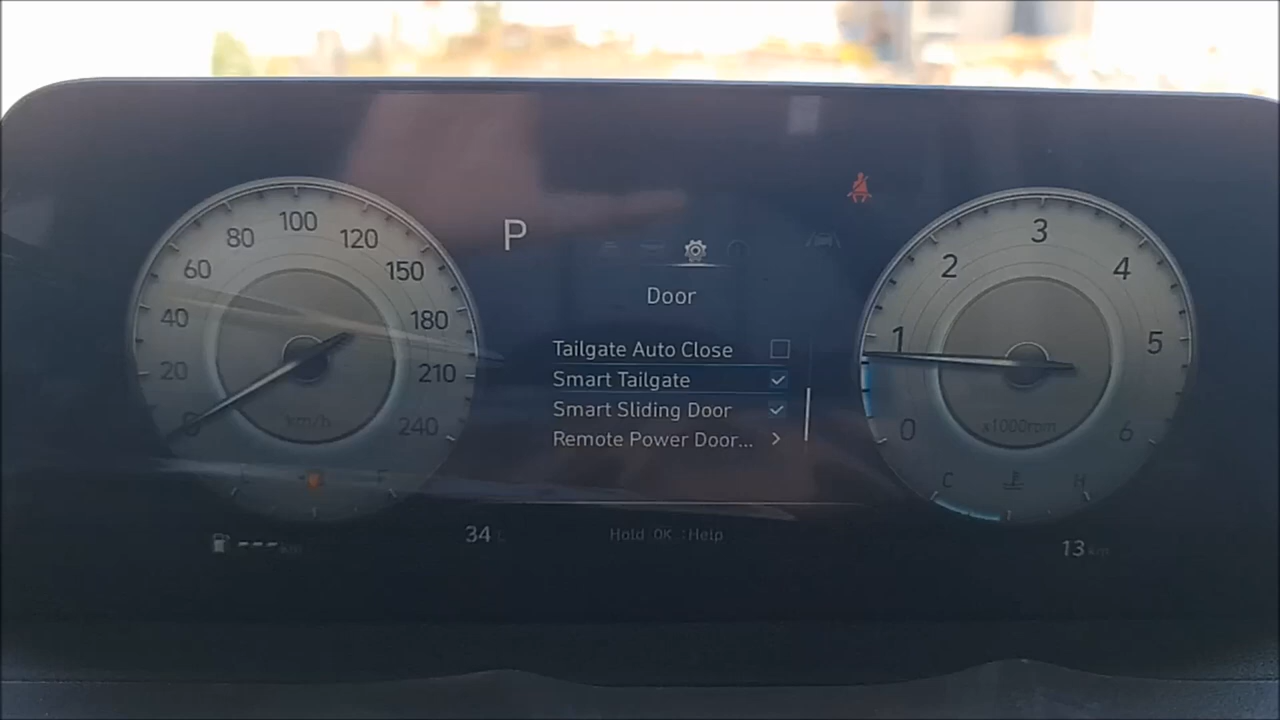 100
80
120
60
150
40
180
20
210
0
240
km/h
P
Door
Tailgate Auto Close
Smart Tailgate
Smart Sliding Door
Remote Power Door...
Hold OK : Help
34
3
2
4
1
5
0
6
x1000rpm
C
H
---
13